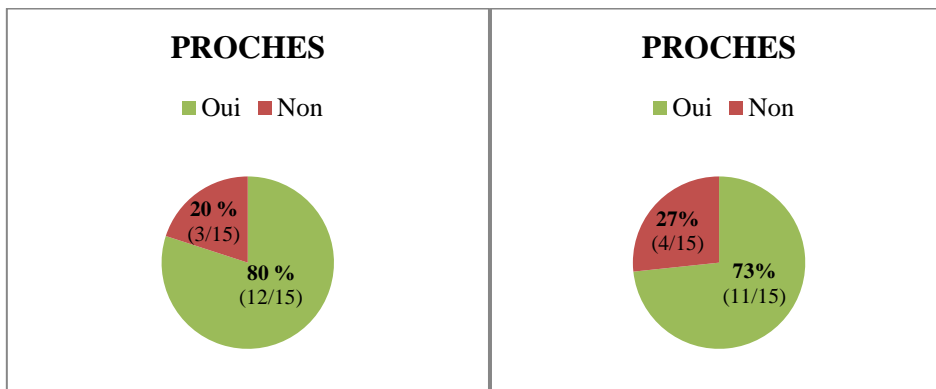 PROCHES
Oui Non
20 %
(3/15)
80 %
(12/15)
PROCHES
Oui Non
27%
(4/15)
73%
(11/15)